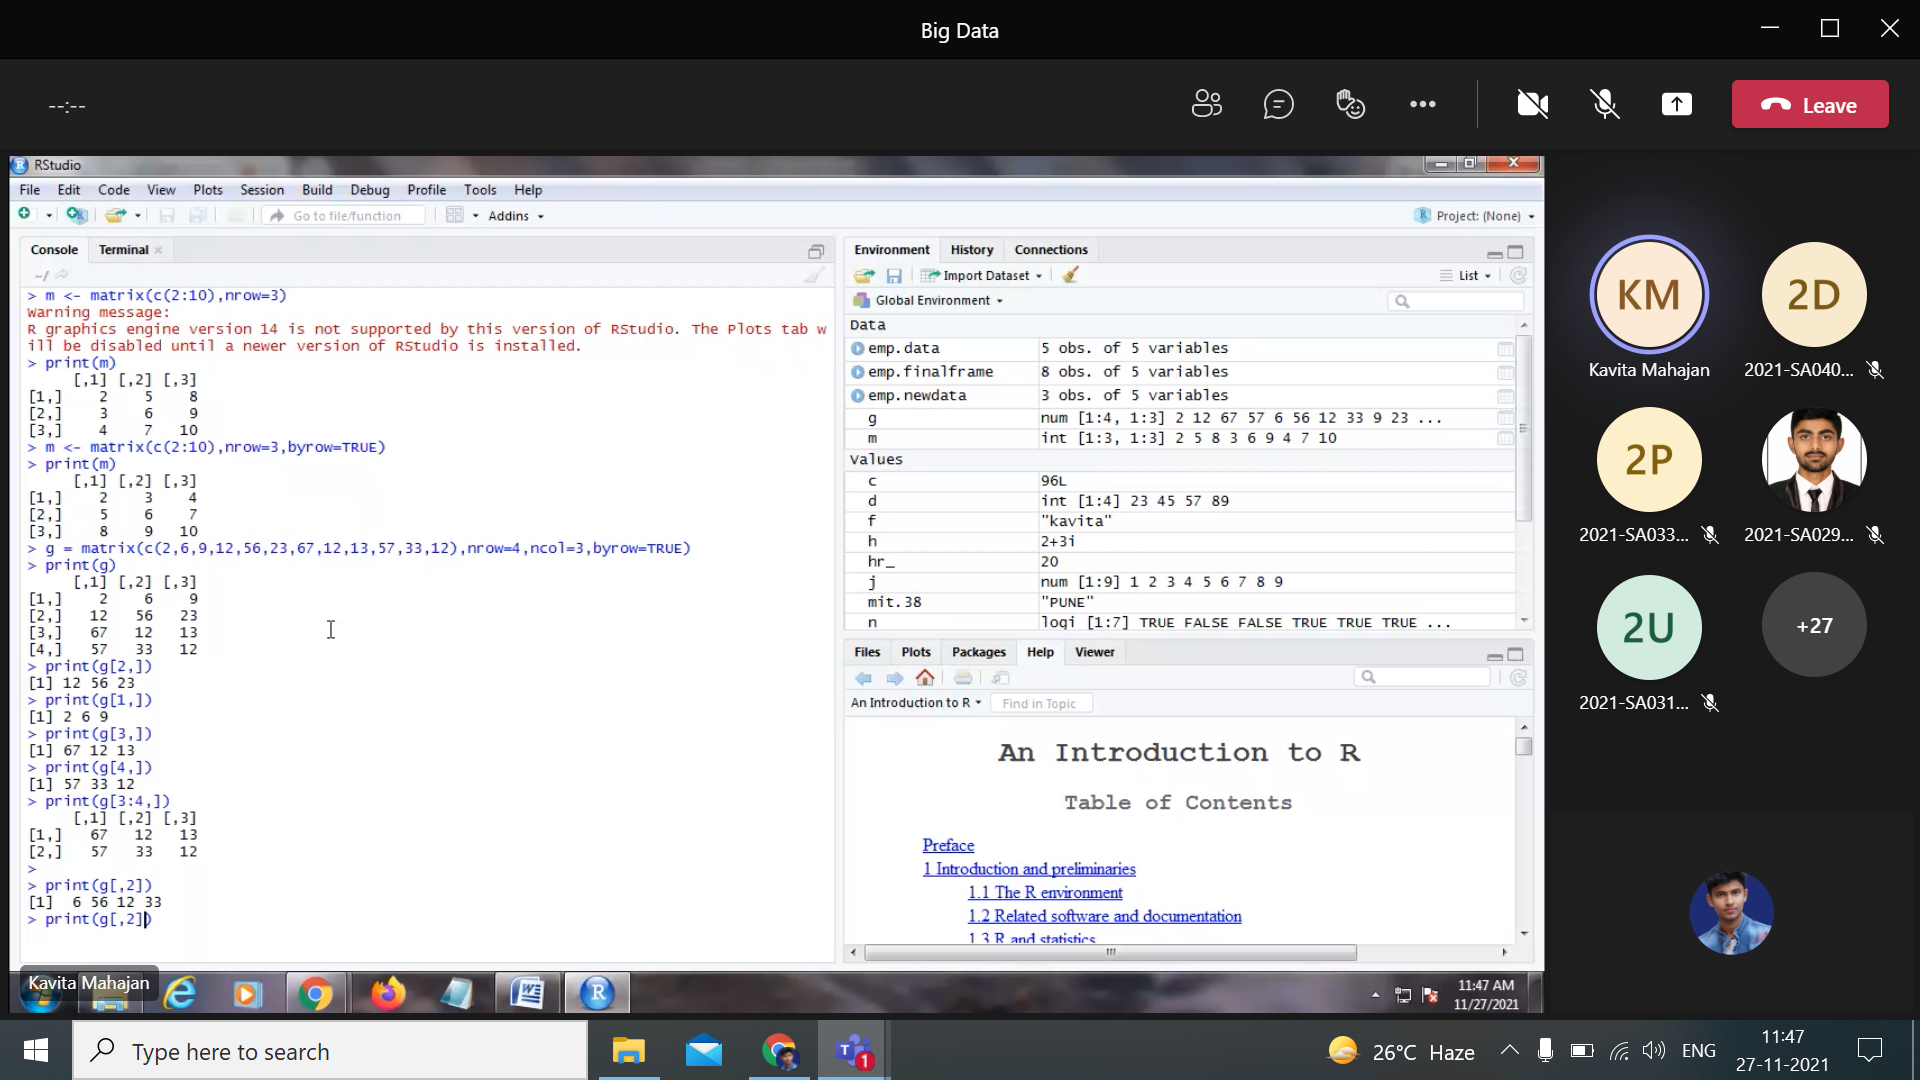 Big Data
--:--
Leave
RStudio
File Edit Code View Plots Session Build Debug Profile Tools Help
Go to file/function Addins Project: (None)
Console Terminal
~/
> m <- matrix(c(2:10),nrow=3)
Warning message:
R graphics engine version 14 is not supported by this version of RStudio. The Plots tab w
ill be disabled until a newer version of RStudio is installed.
> print(m)
[,1] [,2] [,3]
[1,] 2 5 8
[2,] 3 6 9
[3,] 4 7 10
> m <- matrix(c(2:10),nrow=3,byrow=TRUE)
> print(m)
[,1] [,2] [,3]
[1,] 2 3 4
[2,] 5 6 7
[3,] 8 9 10
> g = matrix(c(2,6,9,12,56,23,67,12,13,57,33,12),nrow=4,ncol=3,byrow=TRUE)
> print(g)
[,1] [,2] [,3]
[1,] 2 6 9
[2,] 12 56 23
[3,] 67 12 13
[4,] 57 33 12
> print(g[2,])
[1] 12 56 23
> print(g[1,])
[1] 2 6 9
> print(g[3,])
[1] 67 12 13
> print(g[4,])
[1] 57 33 12
> print(g[3:4,])
[,1] [,2] [,3]
[1,] 67 12 13
[2,] 57 33 12
>
> print(g[,2])
[1] 6 56 12 33
> print(g[,2])
Environment History Connections
Import Dataset List
Global Environment
Data
emp.data 5 obs. of 5 variables
emp.finalframe 8 obs. of 5 variables
emp.newdata 3 obs. of 5 variables
g num [1:4, 1:3] 2 12 67 57 6 56 12 33 9 23 ...
m int [1:3, 1:3] 2 5 8 3 6 9 4 7 10
Values
c 96L
d int [1:4] 23 45 57 89
f "kavita"
h 2+3i
hr_ 20
j num [1:9] 1 2 3 4 5 6 7 8 9
mit.38 "PUNE"
n logi [1:7] TRUE FALSE FALSE TRUE TRUE TRUE ...
Files Plots Packages Help Viewer
An Introduction to R Find in Topic
An Introduction to R
Table of Contents
Preface
1 Introduction and preliminaries
1.1 The R environment
1.2 Related software and documentation
1.3 R and statistics
KM
Kavita Mahajan
2D
2021-SA040...
2P
2021-SA033...
2021-SA029...
2U
2021-SA031...
+27
Kavita Mahajan
11:47 AM
11/27/2021
Type here to search
1
26°C Haze
ENG
11:47
27-11-2021